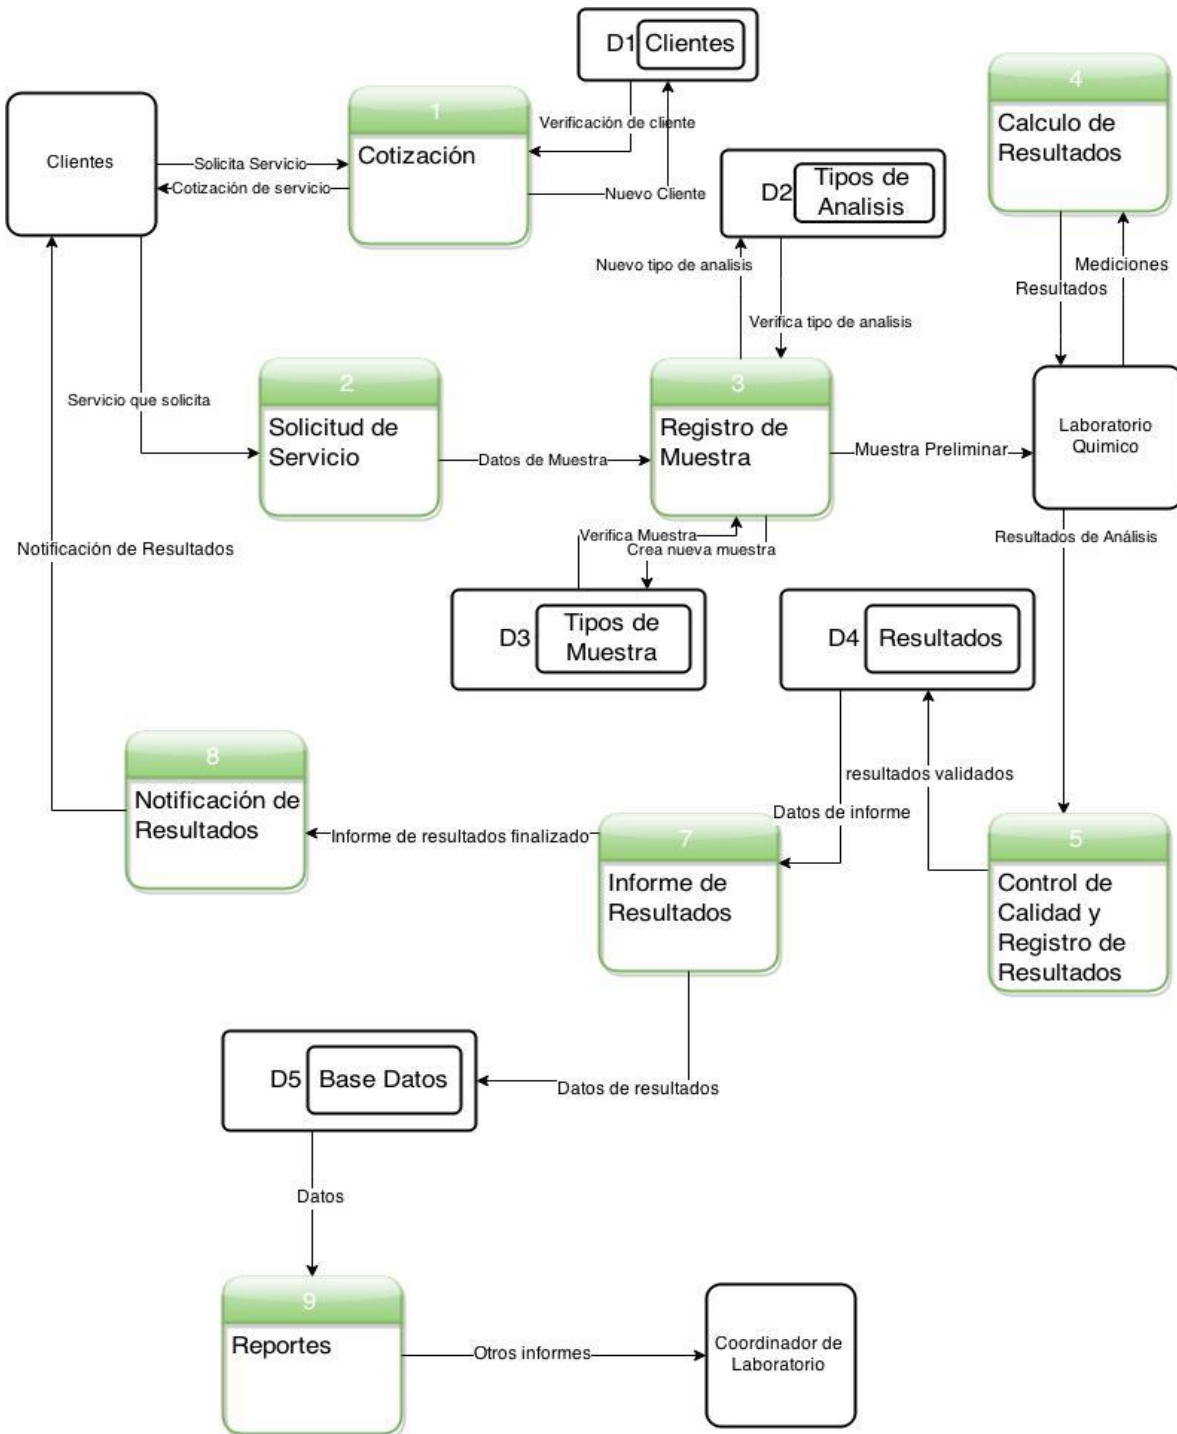 D1
Clientes
4
Calculo de
Resultados
1
Cotización
Clientes
Verificación de cliente
Solicita Servicio
Cotización de servicio
Nuevo Cliente
D2
Tipos de
Analisis
Nuevo tipo de analisis
Verifica tipo de analisis
Mediciones
Resultados
2
Solicitud de
Servicio
Servicio que solicita
3
Registro de
Muestra
Datos de Muestra
Muestra Preliminar
Laboratorio
Quimico
Verifica Muestra
Crea nueva muestra
Resultados de Análisis
Notificación de Resultados
D3
Tipos de
Muestra
D4
Resultados
8
Notificación de
Resultados
resultados validados
Datos de informe
Informe de resultados finalizado
7
Informe de
Resultados
5
Control de
Calidad y
Registro de
Resultados
D5
Base Datos
Datos de resultados
Datos
9
Reportes
Otros informes
Coordinador de
Laboratorio